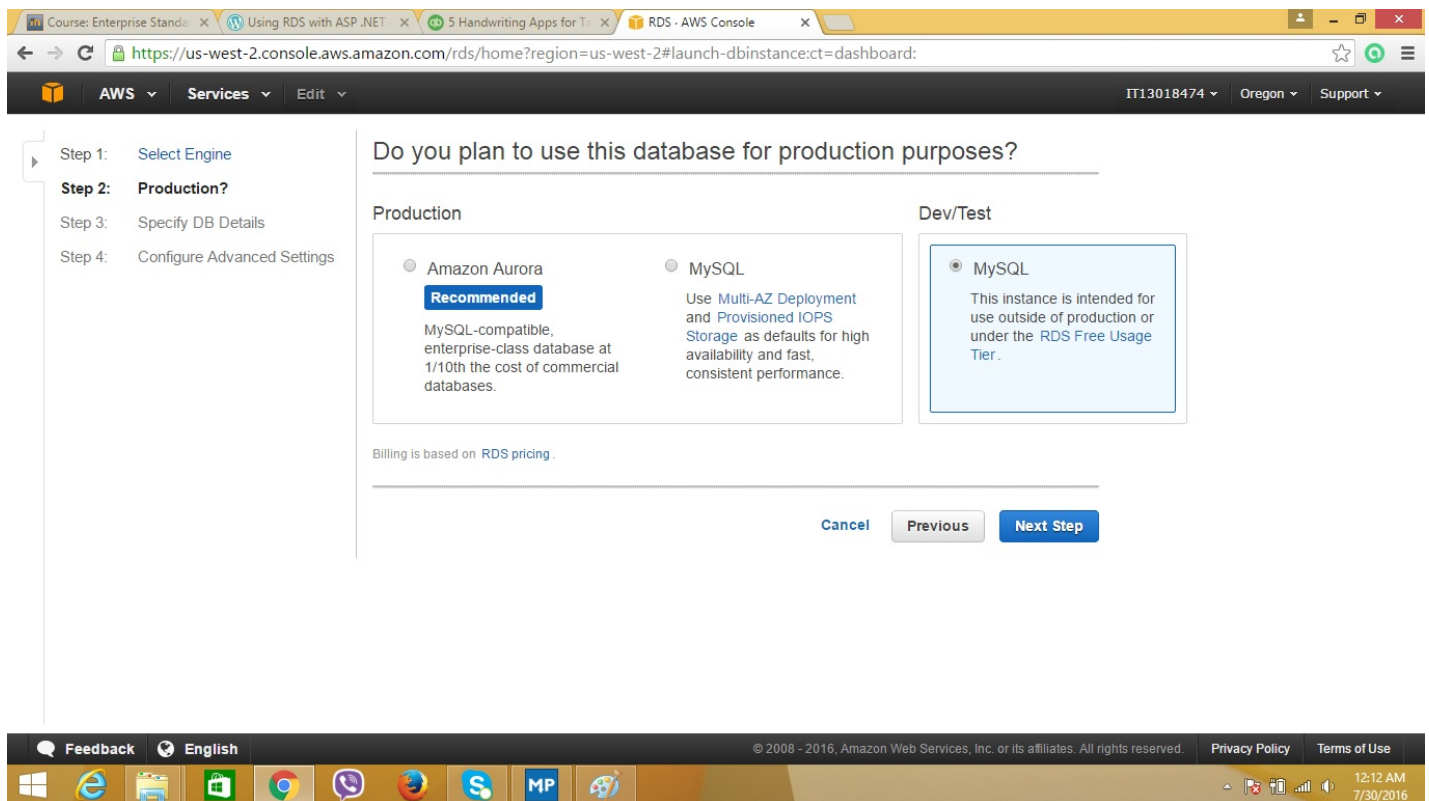 Course: Enterprise Standa
Using RDS with ASP .NET
5 Handwriting Apps for Ta
RDS · AWS Console
https://us-west-2.console.aws.amazon.com/rds/home?region=us-west-2#launch-dbinstance:ct=dashboard:
AWS Services Edit IT13018474 Oregon Support
Step 1: Select Engine
Step 2: Production?
Step 3: Specify DB Details
Step 4: Configure Advanced Settings
Do you plan to use this database for production purposes?
Production
Amazon Aurora
Recommended
MySQL-compatible,
enterprise-class database at
1/10th the cost of commercial
databases.
MySQL
Use Multi-AZ Deployment
and Provisioned IOPS
Storage as defaults for high
availability and fast,
consistent performance.
Dev/Test
MySQL
This instance is intended for
use outside of production or
under the RDS Free Usage
Tier.
Billing is based on RDS pricing.
Cancel Previous Next Step
Feedback English © 2008 - 2016, Amazon Web Services, Inc. or its affiliates. All rights reserved. Privacy Policy Terms of Use
MP
12:12 AM
7/30/2016